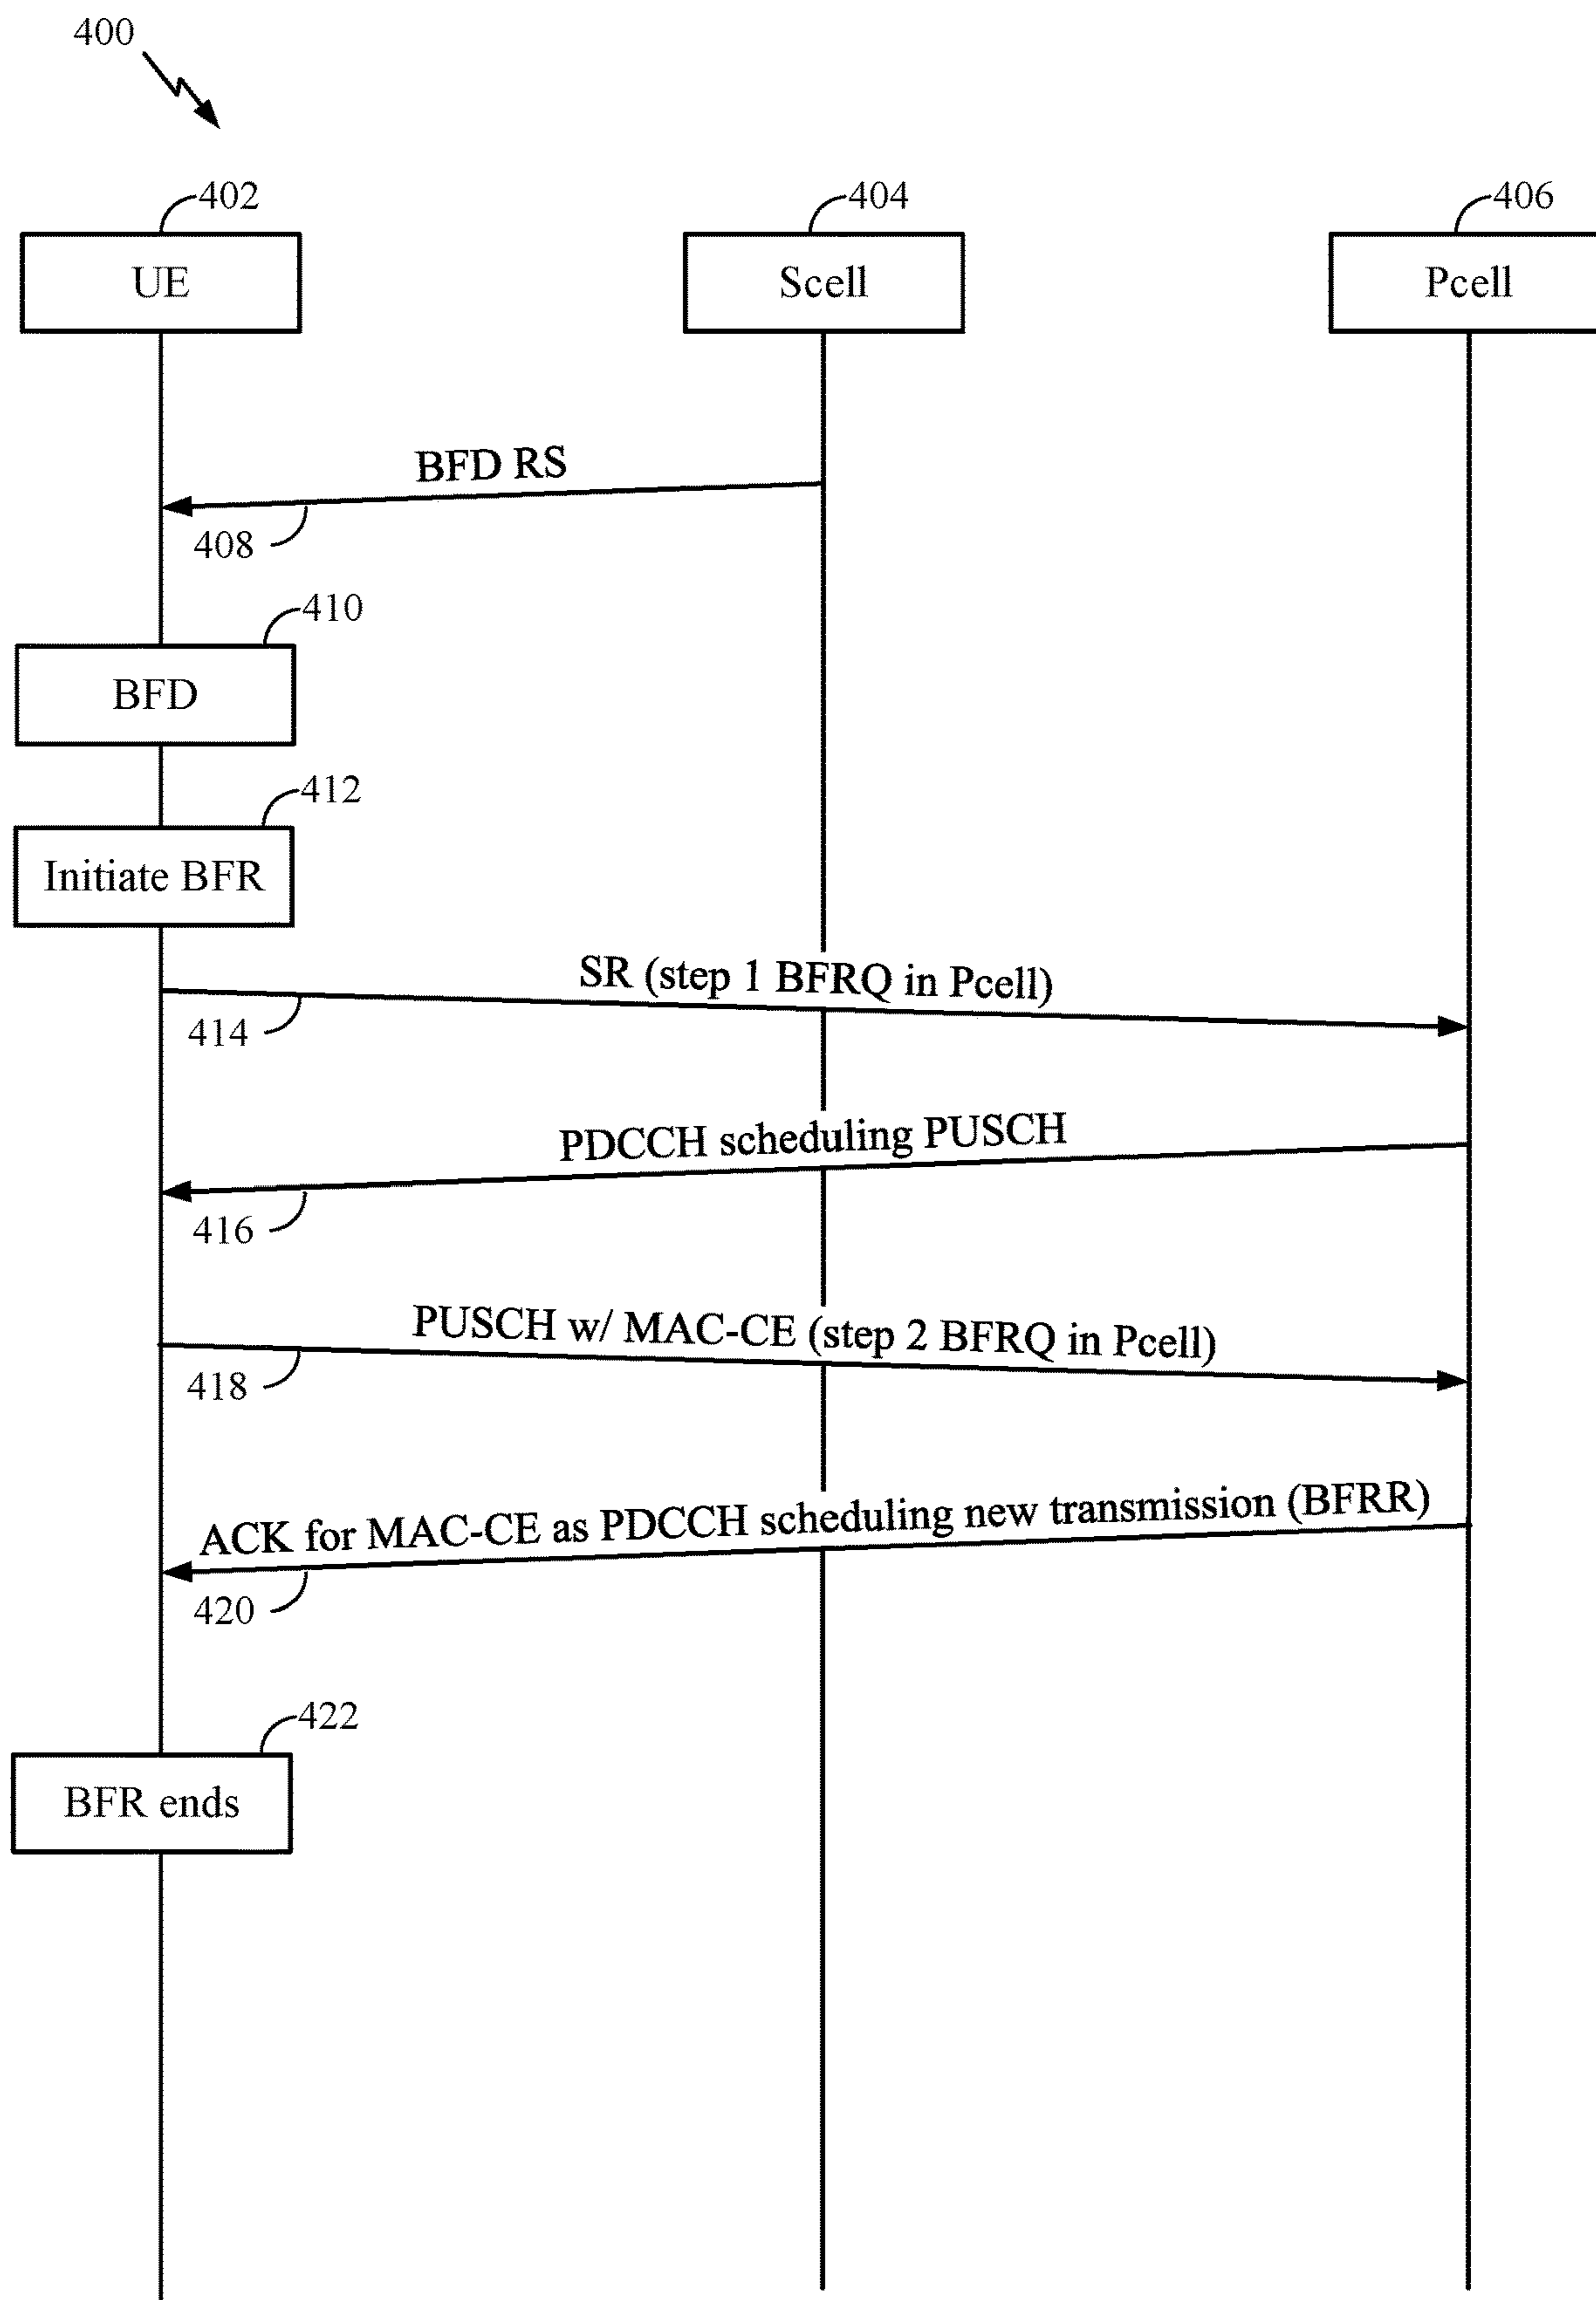 400
402
404
406
UE
Scell
Pcell
BFD RS
408
410
BFD
412
Initiate BFR
SR (step 1 BFRQ in Pcell)
414
PDCCH scheduling PUSCH
416
PUSCH w/ MAC-CE (step 2 BFRQ in Pcell)
418
ACK for MAC-CE as PDCCH scheduling new transmission (BFRR)
420
422
BFR ends